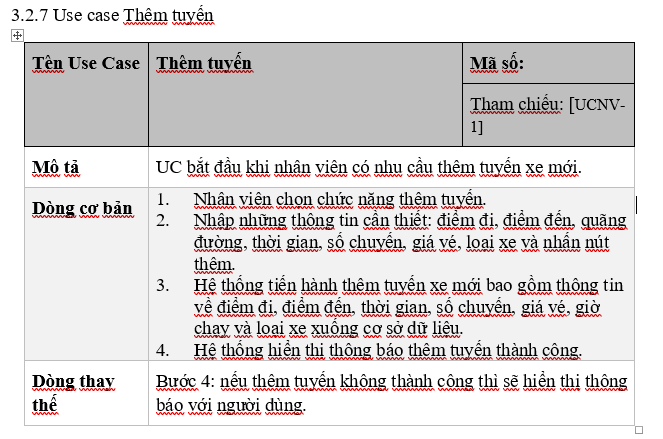 3.2.7 Use case Thêm tuyến
Tên Use Case
Thêm tuyến
Mã số:
Tham chiếu: [UCNV-
1]
Mô tả
UC bắt đầu khi nhân viên có nhu cầu thêm tuyến xe mới.
Dòng cơ bản
1. Nhân viên chọn chức năng thêm tuyến.
2. Nhập những thông tin cần thiết: điểm đi, điểm đến, quãng
đường, thời gian, số chuyến, giá vé, loại xe và nhấn nút
thêm.
3. Hệ thống tiến hành thêm tuyến xe mới bao gồm thông tin
về điểm đi, điểm đến, thời gian, số chuyến, giá vé, giờ
chạy và loại xe xuống cơ sở dữ liệu.
4. Hệ thống hiển thị thông báo thêm tuyến thành công.
Dòng thay
thế
Bước 4: nếu thêm tuyến không thành công thì sẽ hiển thị thông
báo với người dùng.